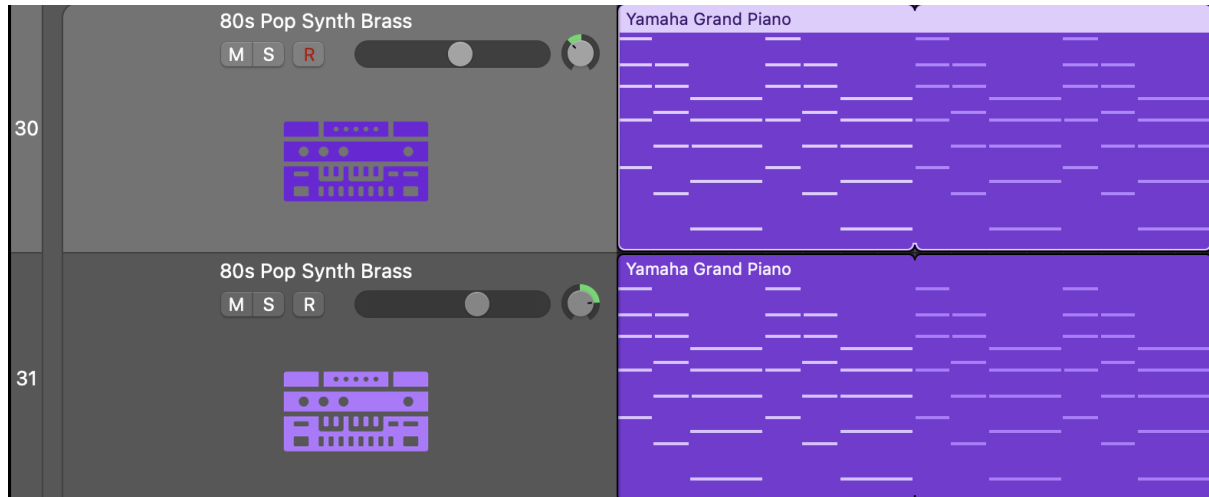 80s Pop Synth Brass
Yamaha Grand Piano
M S R
30
80s Pop Synth Brass
Yamaha Grand Piano
M S R
31